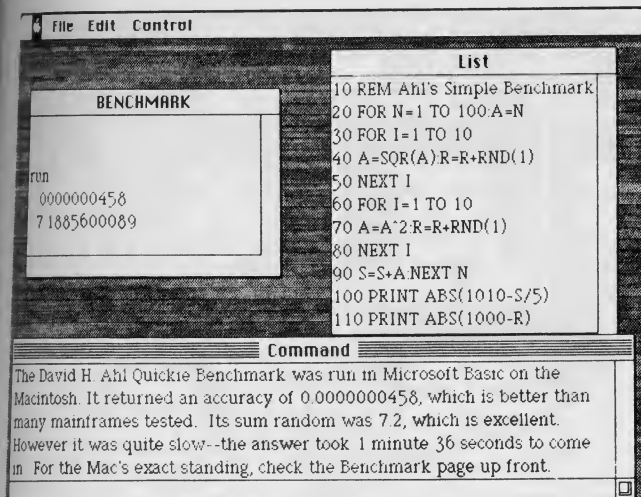 File Edit Control
BENCHMARK
run
0000000458
7 1885600089
List
10 REM Ahl's Simple Benchmark
20 FOR N=1 TO 100:A=N
30 FOR I=1 TO 10
40 A=SQR(A):R=R+RND(1)
50 NEXT I
60 FOR I=1 TO 10
70 A=A^2:R=R+RND(1)
80 NEXT I
90 S=S+A:NEXT N
100 PRINT ABS(1010-S/5)
110 PRINT ABS(1000-R)
Command
The David H. Ahl Quickie Benchmark was run in Microsoft Basic on the
Macintosh. It returned an accuracy of 0.0000000458, which is better than
many mainframes tested. Its sum random was 7.2, which is excellent.
However it was quite slow--the answer took 1 minute 36 seconds to come
in For the Mac's exact standing, check the Benchmark page up front.